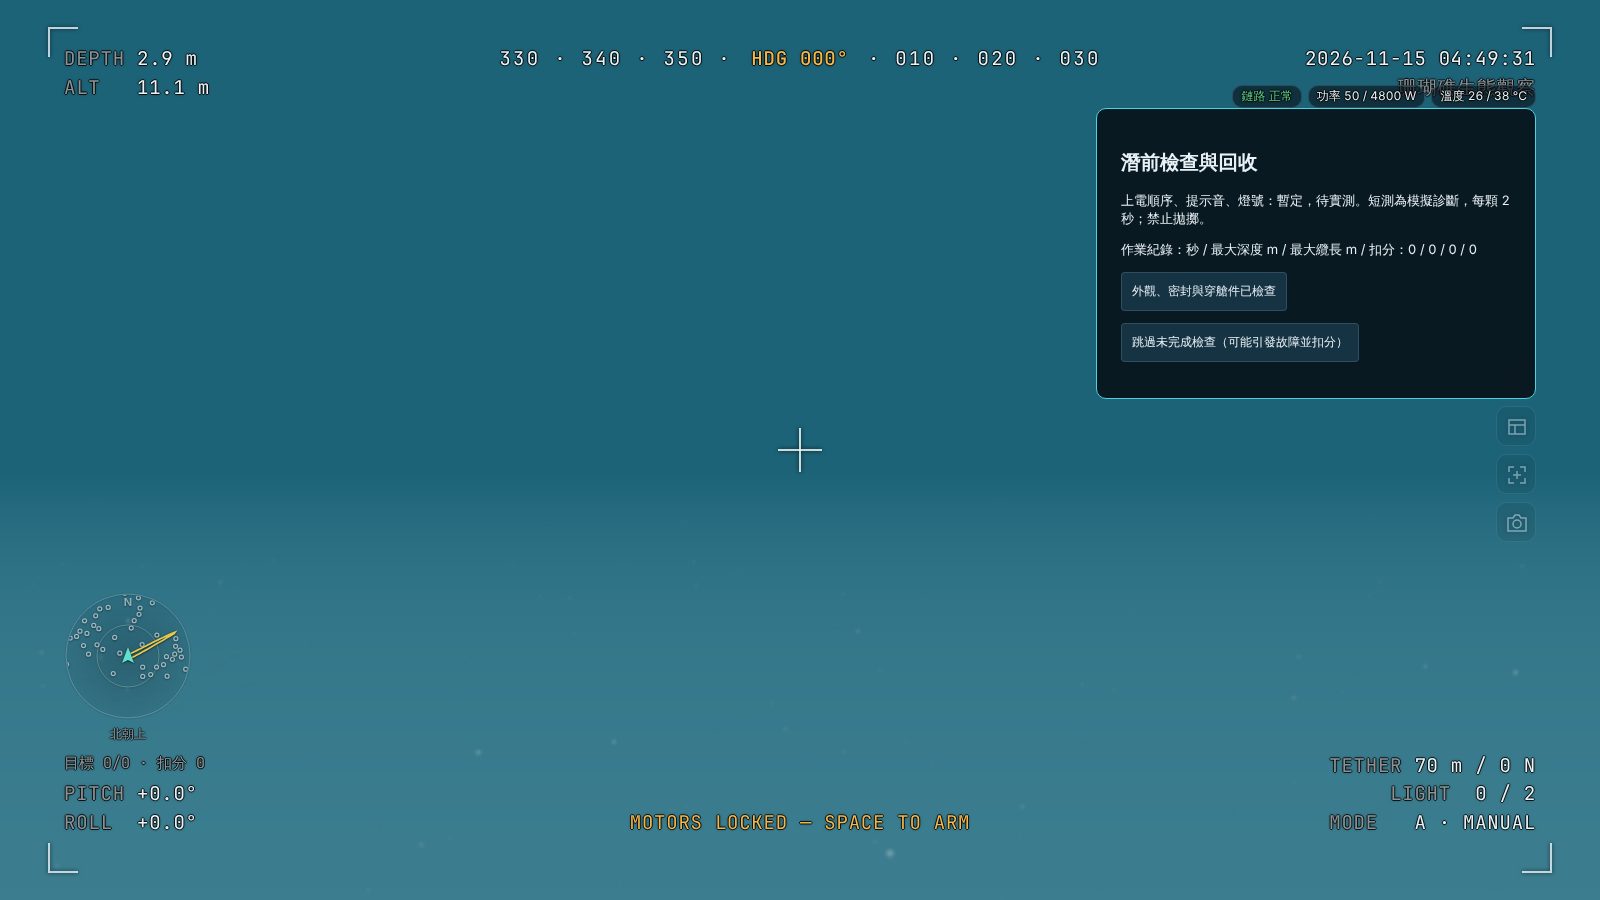 DEPTH 2.9 m
ALT 11.1 m
330 · 340 · 350 · HDG 000° · 010 · 020 · 030
2026-11-15 04:49:31
珊瑚礁生態觀察
鏈路 正常
功率 50 / 4800 W
溫度 26 / 38 °C
潛前檢查與回收
上電順序、提示音、燈號：暫定，待實測。短測為模擬診斷，每顆 2
秒；禁止拋擲。
作業紀錄：秒 / 最大深度 m / 最大纜長 m / 扣分：0 / 0 / 0 / 0
外觀、密封與穿艙件已檢查
跳過未完成檢查（可能引發故障並扣分）
N
北朝上
目標 0/0 · 扣分 0
PITCH +0.0°
ROLL +0.0°
MOTORS LOCKED — SPACE TO ARM
TETHER 70 m / 0 N
LIGHT 0 / 2
MODE A · MANUAL